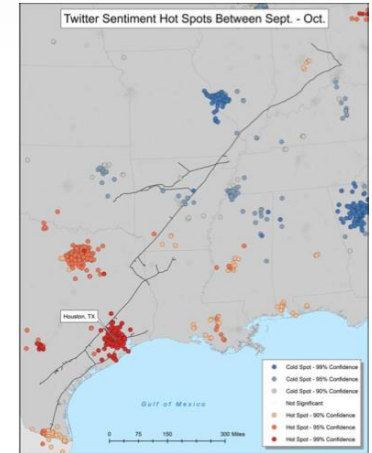 Twitter Sentiment Hot Spots Between Sept. - Oct.
Houston, TX
Gulf of Mexico
0 75 150 300 Miles
Cold Spot - 99% Confidence
Cold Spot - 95% Confidence
Cold Spot - 90% Confidence
Not Significant
Hot Spot - 90% Confidence
Hot Spot - 95% Confidence
Hot Spot - 99% Confidence